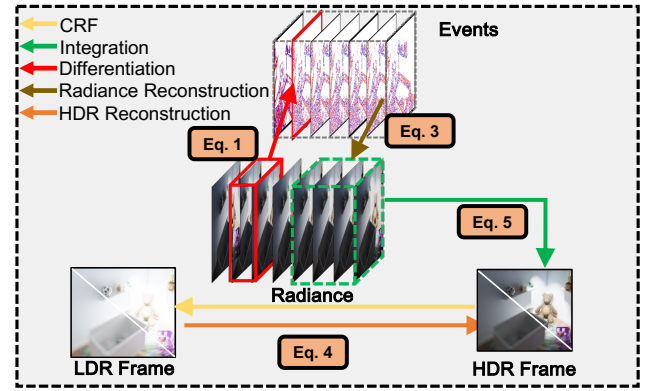 CRF
Integration
Differentiation
Radiance Reconstruction
HDR Reconstruction
Events
Eq. 1
Eq. 3
Eq. 5
Radiance
Eq. 4
LDR Frame
HDR Frame